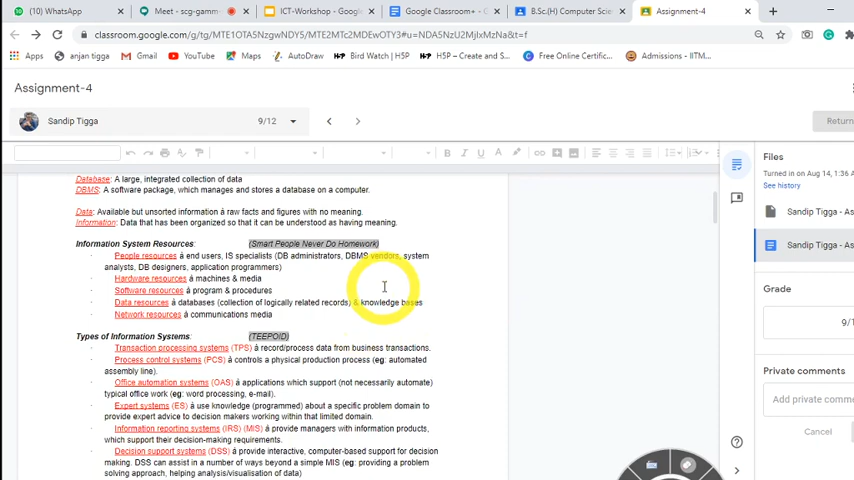 (10) WhatsApp
Meet - scg-gamm-
ICT-Workshop - Google
Google Classroom+ - G
B.Sc.(H) Computer Scien
Assignment-4
classroom.google.com/g/tg/MTE1OTA5NzgwNDY5/MTE2MTc2MDEwOTY3#u=NDA5NzU2MjIxMzNa&t=f
Apps
anjan tigga
Gmail
YouTube
Maps
AutoDraw
Bird Watch | H5P
H5P – Create and S...
Free Online Certific...
Admissions - IITM...
Assignment-4
Sandip Tigga
9/12
Return
Database: A large, integrated collection of data
DBMS: A software package, which manages and stores a database on a computer.
Data: Available but unsorted information á raw facts and figures with no meaning.
Information: Data that has been organized so that it can be understood as having meaning.
Information System Resources: (Smart People Never Do Homework)
· People resources á end users, IS specialists (DB administrators, DBMS vendors, system
analysts, DB designers, application programmers)
· Hardware resources á machines & media
· Software resources á program & procedures
· Data resources á databases (collection of logically related records) & knowledge bases
· Network resources á communications media
Types of Information Systems: (TEEPOID)
· Transaction processing systems (TPS) á record/process data from business transactions.
· Process control systems (PCS) á controls a physical production process (eg: automated
assembly line).
· Office automation systems (OAS) á applications which support (not necessarily automate)
typical office work (eg: word processing, e-mail).
· Expert systems (ES) á use knowledge (programmed) about a specific problem domain to
provide expert advice to decision makers working within that limited domain.
· Information reporting systems (IRS) (MIS) á provide managers with information products,
which support their decision-making requirements.
· Decision support systems (DSS) á provide interactive, computer-based support for decision
making. DSS can assist in a number of ways beyond a simple MIS (eg: providing a problem
solving approach, helping analysis/visualisation of data)
Files
Turned in on Aug 14, 1:36 A
See history
Sandip Tigga - As
Sandip Tigga - As
Grade
9/1
Private comments
Add private comme
Cancel